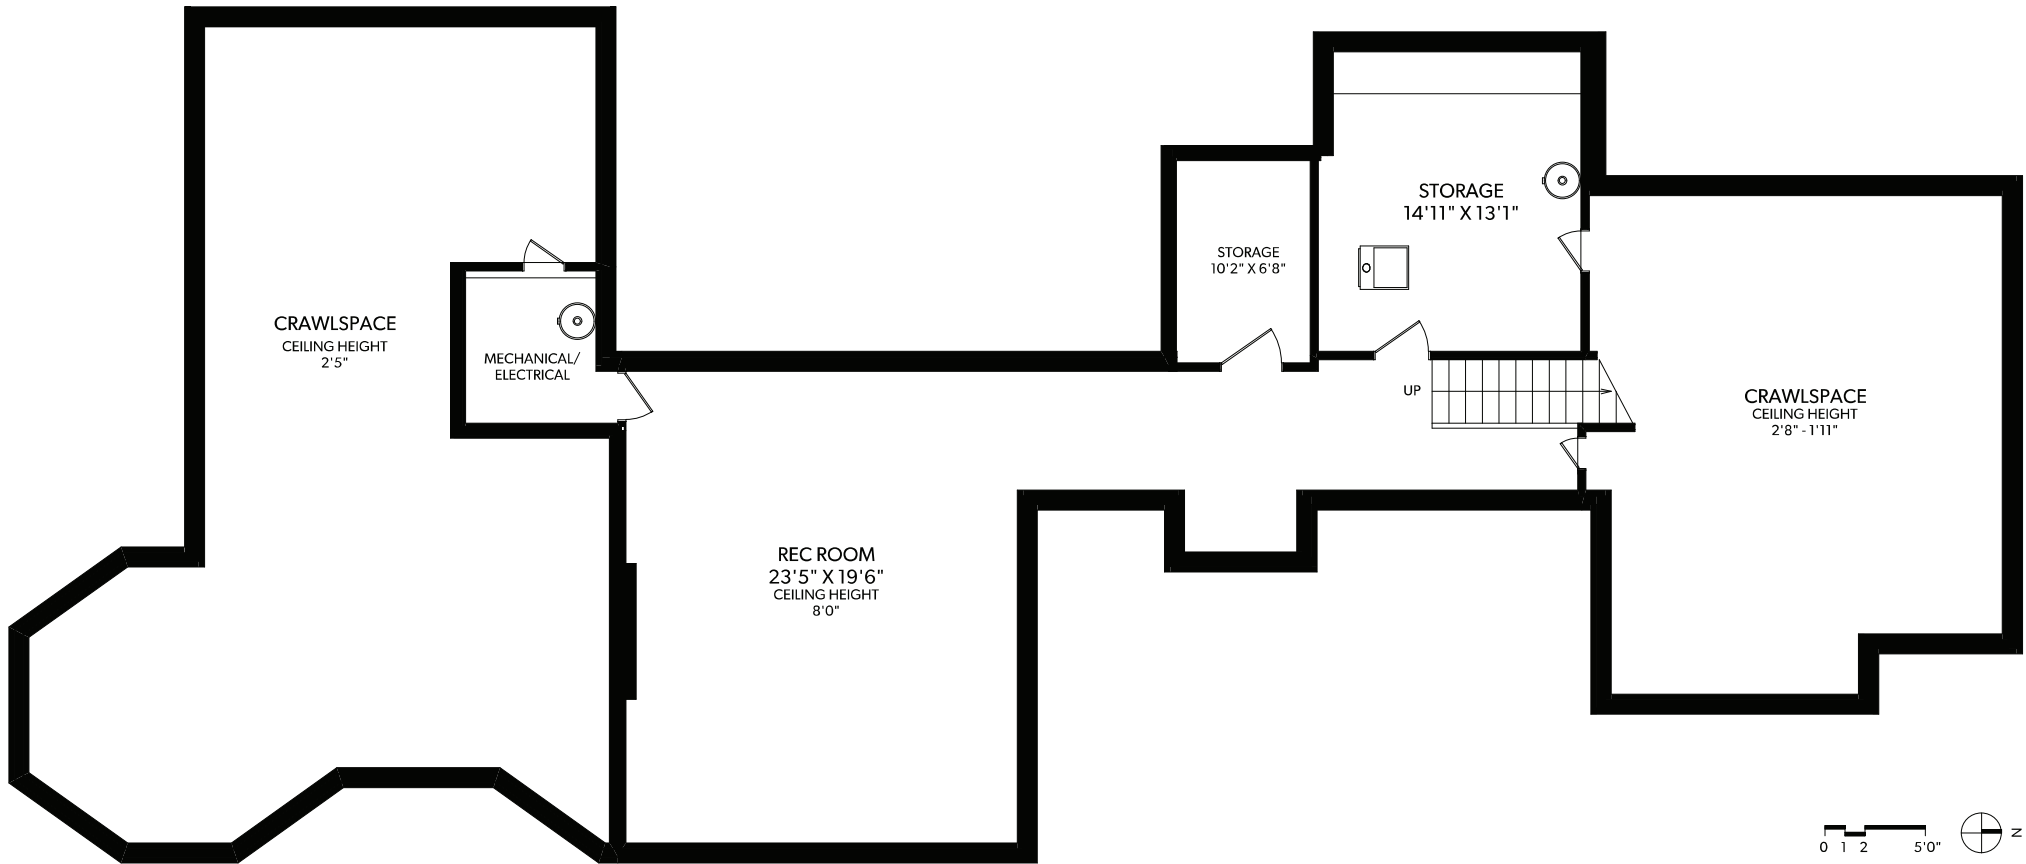 CRAWLSPACE
CEILING HEIGHT
2'5"
MECHANICAL/
ELECTRICAL
REC ROOM
23'5" X 19'6"
CEILING HEIGHT
8'0"
STORAGE
10'2" X 6'8"
STORAGE
14'11" X 13'1"
UP
CRAWLSPACE
CEILING HEIGHT
2'8" - 1'11"
0 1 2 5'0"
N